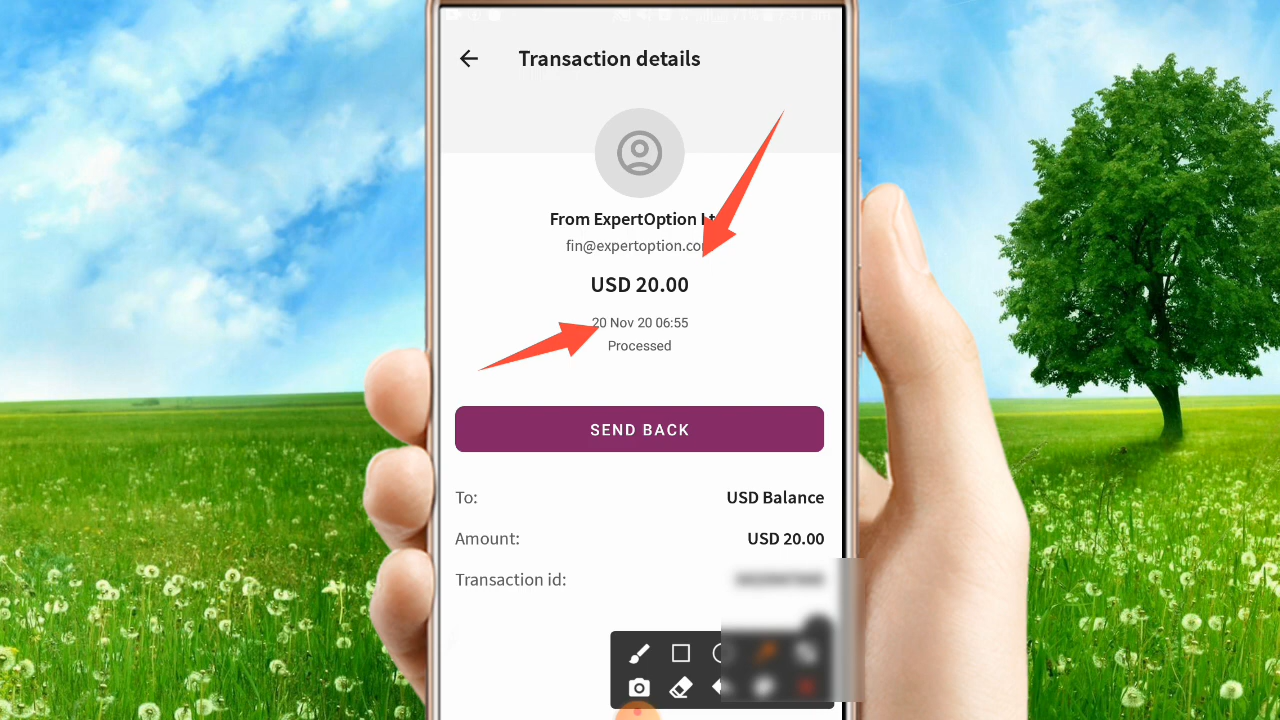 Transaction details
From ExpertOption
fin@expertoption.com
USD 20.00
20 Nov 20 06:55
Processed
SEND BACK
To: USD Balance
Amount: USD 20.00
Transaction id: